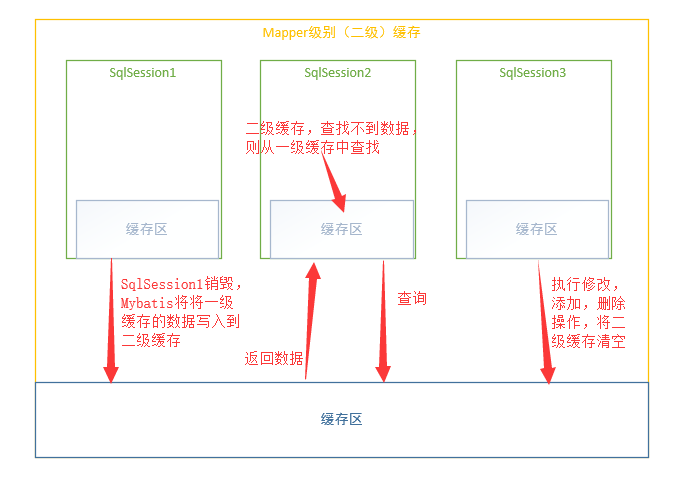 Mapper级别（二级）缓存
SqlSession1
SqlSession2
SqlSession3
二级缓存，查找不到数据，
则从一级缓存中查找
缓存区
缓存区
缓存区
SqlSession1销毁，
Mybatis将将一级
缓存的数据写入到
二级缓存
返回数据
查询
执行修改，
添加，删除
操作，将二
级缓存清空
缓存区